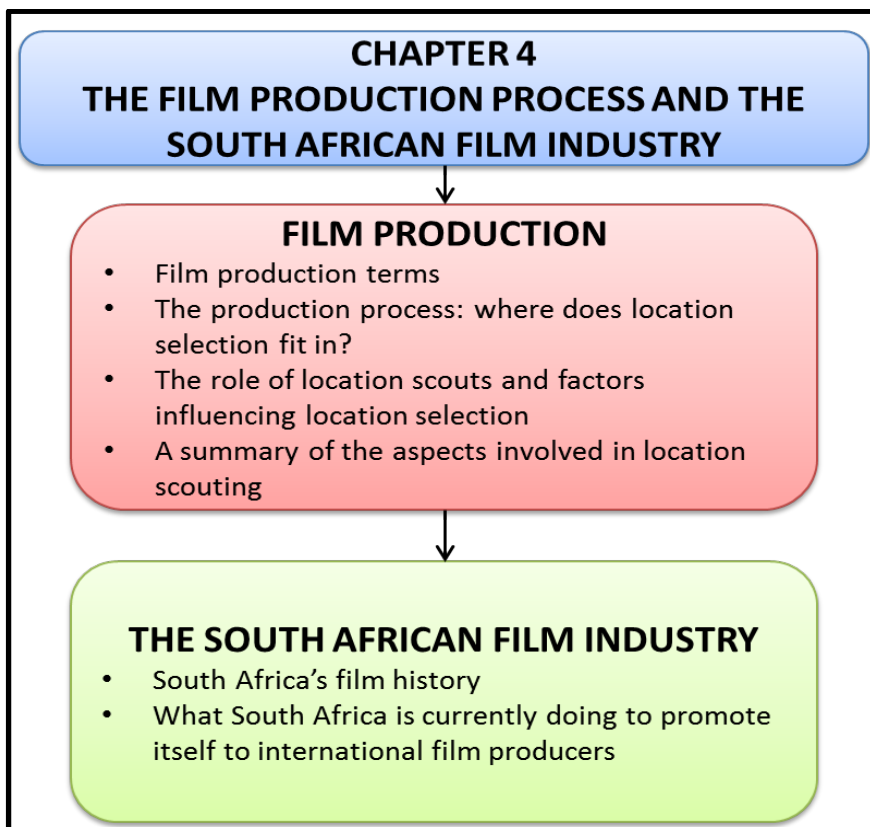 CHAPTER 4
THE FILM PRODUCTION PROCESS AND THE
SOUTH AFRICAN FILM INDUSTRY
FILM PRODUCTION
• Film production terms
• The production process: where does location
selection fit in?
• The role of location scouts and factors
influencing location selection
• A summary of the aspects involved in location
scouting
THE SOUTH AFRICAN FILM INDUSTRY
• South Africa’s film history
• What South Africa is currently doing to promote
itself to international film producers